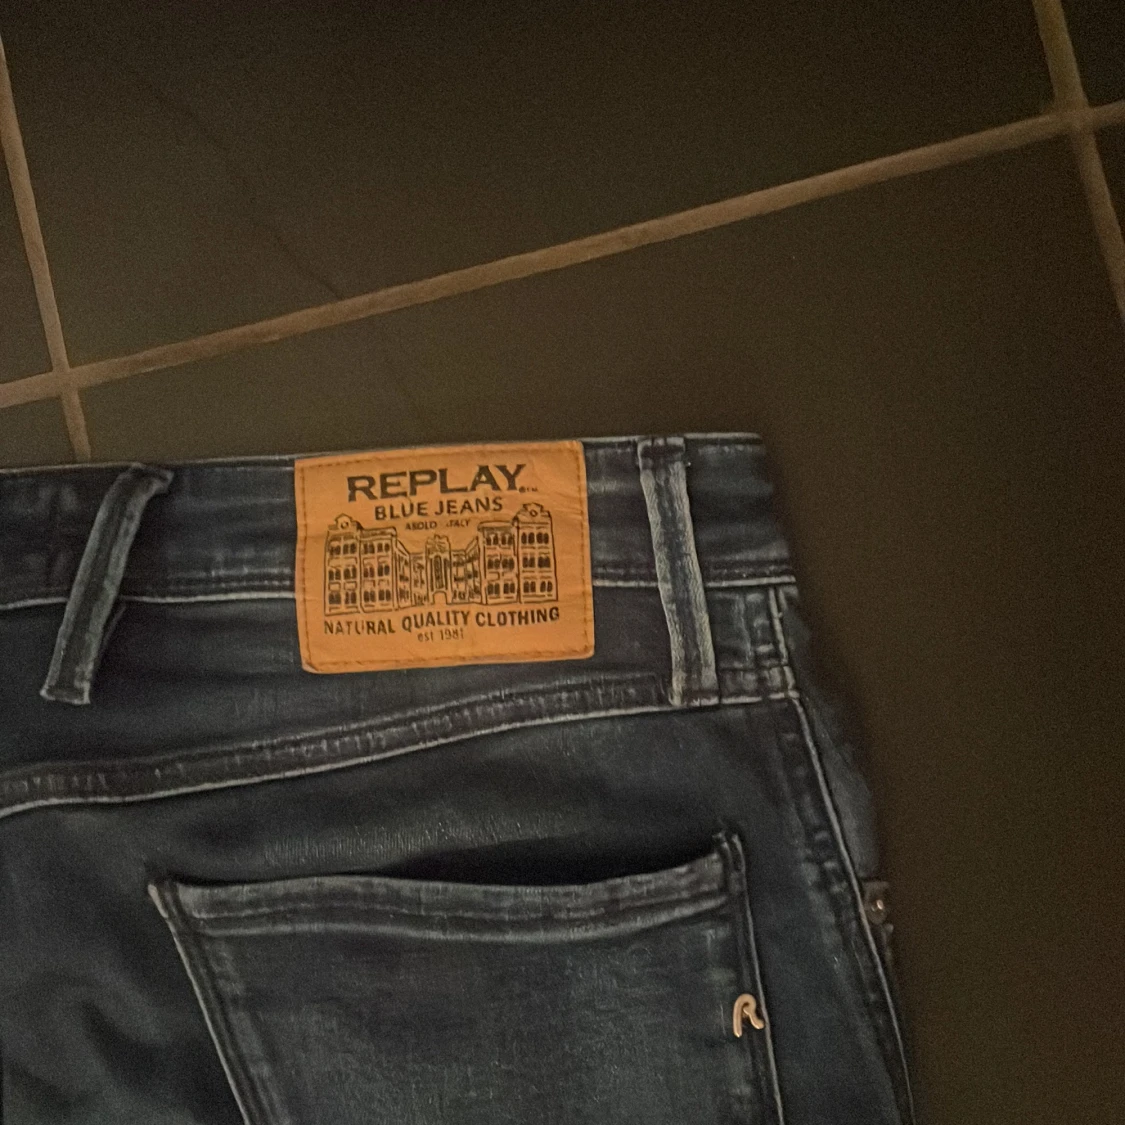 REPLAY
BLUE JEANS
ASOLO ITALY
NATURAL QUALITY CLOTHING
est 1981
R